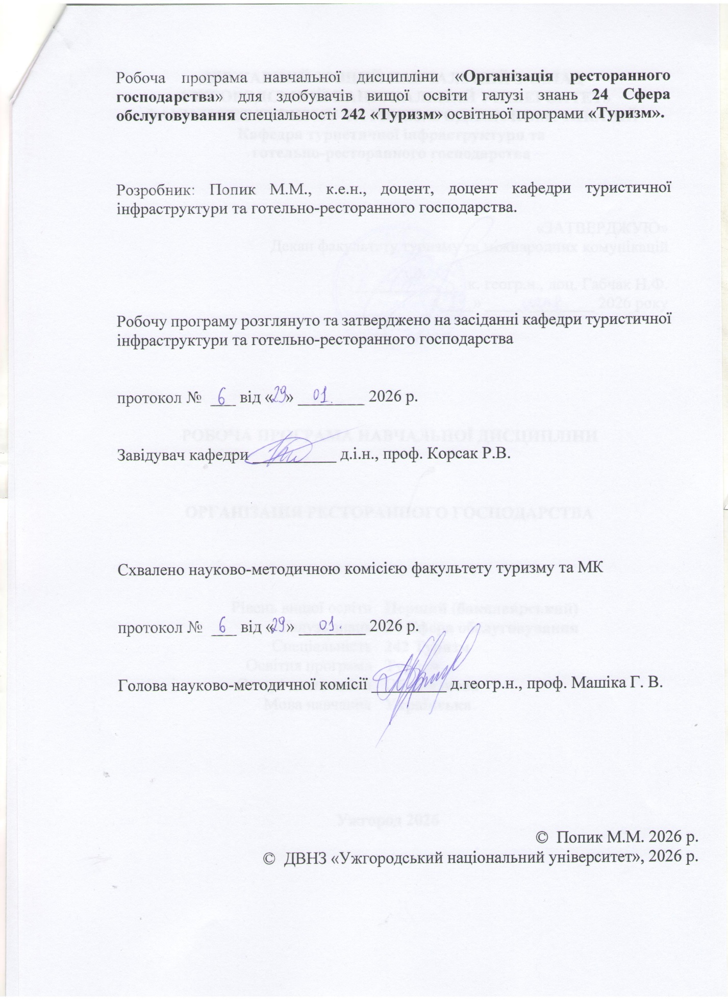 Робоча програма навчальної дисципліни «Організація ресторанного
господарства» для здобувачів вищої освіти галузі знань 24 Сфера
обслуговування спеціальності 242 «Туризм» освітньої програми «Туризм».
Розробник: Попик М.М., к.е.н., доцент, доцент кафедри туристичної
інфраструктури та готельно-ресторанного господарства.
Робочу програму розглянуто та затверджено на засіданні кафедри туристичної
інфраструктури та готельно-ресторанного господарства
протокол № 6 від «29» 01. 2026 р.
Завідувач кафедри __________ д.і.н., проф. Корсак Р.В.
Схвалено науково-методичною комісією факультету туризму та МК
протокол № 6 від «29» 01. 2026 р.
Голова науково-методичної комісії _________ д.геогр.н., проф. Машіка Г. В.
© Попик М.М. 2026 р.
© ДВНЗ «Ужгородський національний університет», 2026 р.